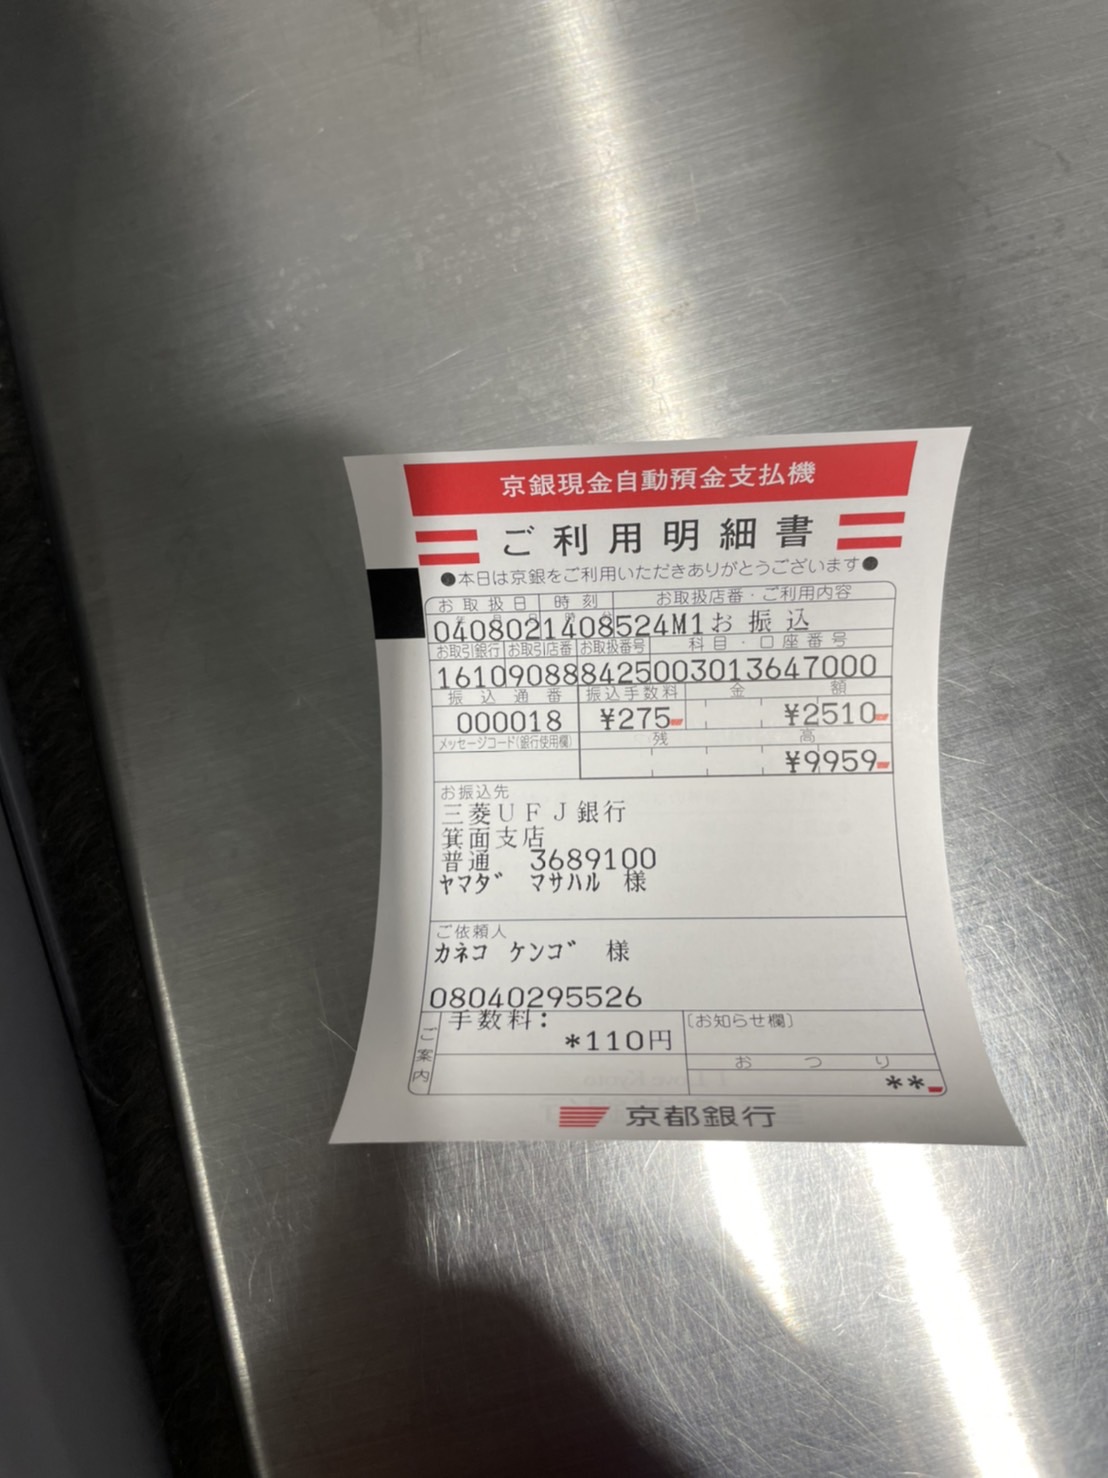 京銀現金自動預金支払機
ご利用明細書
●本日は京銀をご利用いただきありがとうございます●
お取扱日 時刻 お取扱店番・ご利用内容
0408021408524M1お振込
お取引銀行 お取引店番 お取扱番号 科目・口座番号
161090888425003013647000
振込通番 振込手数料 金額
000018 ¥275 ¥2510
メッセージコード(銀行使用欄) 残高
¥9959
お振込先
三菱UFJ銀行
箕面支店
普通 3689100
ヤマダ マサハル 様
ご依頼人
カネコ ケンゴ 様
08040295526
ご案内
手数料: [お知らせ欄]
*110円
おつり
**
京都銀行